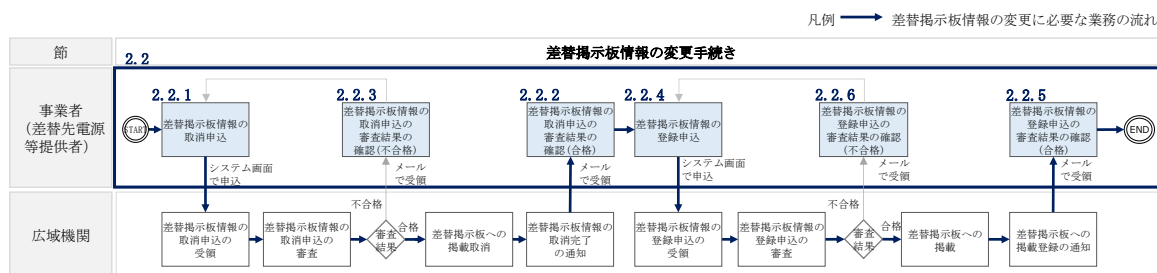 凡例 差替掲示板情報の変更に必要な業務の流れ
節
2.2
差替掲示板情報の変更手続き
事業者
(差替先電源
等提供者)
START
2.2.1
差替掲示板情報の
取消申込
2.2.3
差替掲示板情報の
取消申込の
審査結果の
確認(不合格)
2.2.2
差替掲示板情報の
取消申込の
審査結果の
確認(合格)
2.2.4
差替掲示板情報の
登録申込
2.2.6
差替掲示板情報の
登録申込の
審査結果の確認
(不合格)
2.2.5
差替掲示板情報の
登録申込の
審査結果の確認
(合格)
END
システム画面
で申込
メール
で受領
メール
で受領
システム画面
で申込
メール
で受領
メール
で受領
広域機関
差替掲示板情報の
取消申込の
受領
差替掲示板情報の
取消申込の
審査
不合格
審査
結果
合格
差替掲示板への
掲載取消
差替掲示板情報の
取消完了
の通知
差替掲示板情報の
登録申込の
受領
差替掲示板情報の
登録申込の
審査
不合格
審査
結果
合格
差替掲示板への
掲載
差替掲示板への
掲載登録の通知